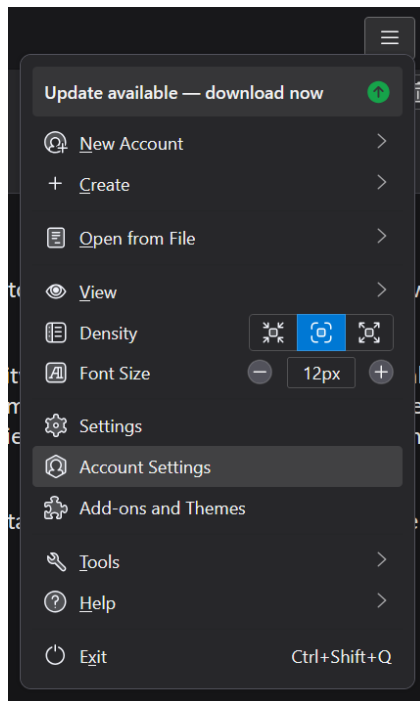 Update available — download now
New Account
Create
Open from File
View
Density
Font Size
12px
Settings
Account Settings
Add-ons and Themes
Tools
Help
Exit Ctrl+Shift+Q